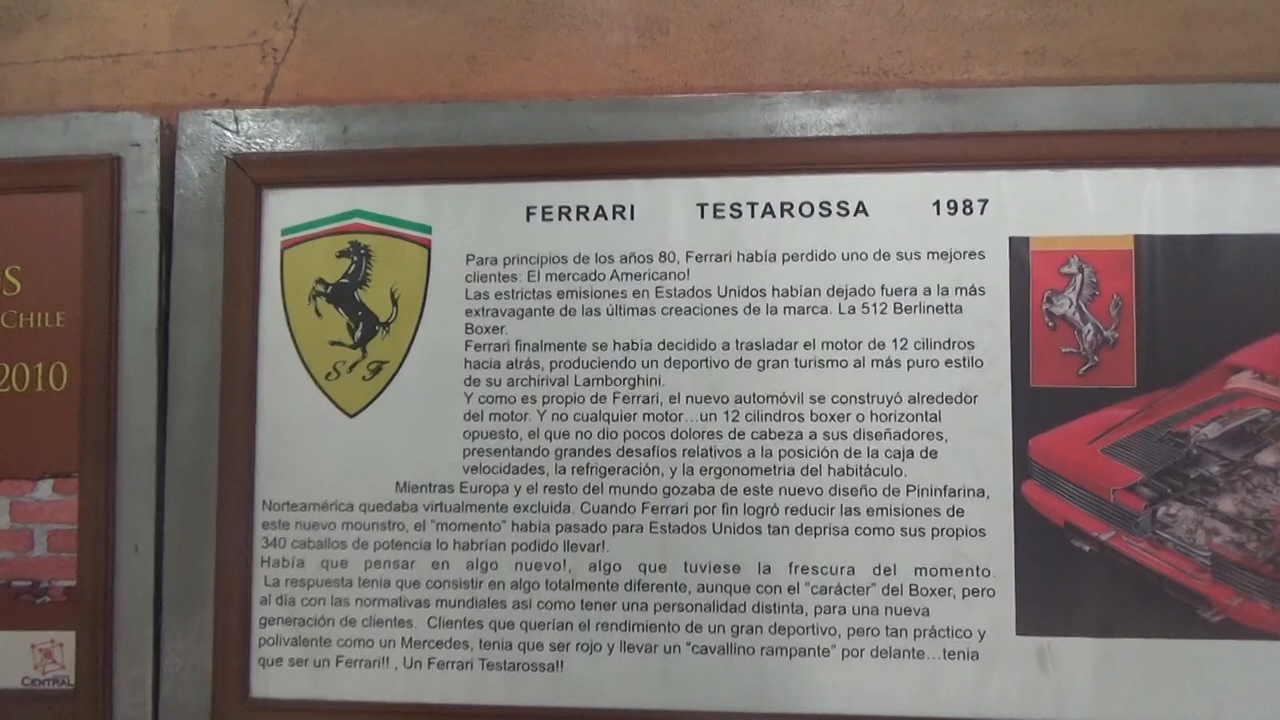 S
CHILE
2010
CENTRAL
S F
FERRARI TESTAROSSA 1987
Para principios de los años 80, Ferrari había perdido uno de sus mejores
clientes: El mercado Americano!
Las estrictas emisiones en Estados Unidos habían dejado fuera a la más
extravagante de las últimas creaciones de la marca. La 512 Berlinetta
Boxer.
Ferrari finalmente se había decidido a trasladar el motor de 12 cilindros
hacia atrás, produciendo un deportivo de gran turismo al más puro estilo
de su archirival Lamborghini.
Y como es propio de Ferrari, el nuevo automóvil se construyó alrededor
del motor. Y no cualquier motor…un 12 cilindros boxer o horizontal
opuesto, el que no dio pocos dolores de cabeza a sus diseñadores,
presentando grandes desafíos relativos a la posición de la caja de
velocidades, la refrigeración, y la ergonometria del habitáculo.
Mientras Europa y el resto del mundo gozaba de este nuevo diseño de Pininfarina,
Norteamérica quedaba virtualmente excluida. Cuando Ferrari por fin logró reducir las emisiones de
este nuevo mounstro, el "momento" habia pasado para Estados Unidos tan deprisa como sus propios
340 caballos de potencia lo habrían podido llevar!.
Había que pensar en algo nuevo!, algo que tuviese la frescura del momento.
La respuesta tenia que consistir en algo totalmente diferente, aunque con el "carácter" del Boxer, pero
al día con las normativas mundiales asi como tener una personalidad distinta, para una nueva
generación de clientes. Clientes que querían el rendimiento de un gran deportivo, pero tan práctico y
polivalente como un Mercedes, tenia que ser rojo y llevar un "cavallino rampante" por delante…tenia
que ser un Ferrari!! , Un Ferrari Testarossa!!